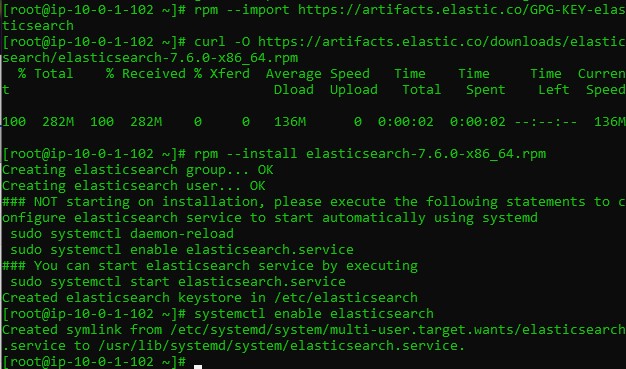 [root@ip-10-0-1-102 ~]# rpm --import https://artifacts.elastic.co/GPG-KEY-elas
ticsearch
[root@ip-10-0-1-102 ~]# curl -O https://artifacts.elastic.co/downloads/elastic
search/elasticsearch-7.6.0-x86_64.rpm
  % Total    % Received % Xferd  Average Speed   Time    Time     Time  Curren
t
                                 Dload  Upload   Total   Spent    Left  Speed
100  282M  100  282M    0     0   136M      0  0:00:02  0:00:02 --:--:--  136M
[root@ip-10-0-1-102 ~]# rpm --install elasticsearch-7.6.0-x86_64.rpm
Creating elasticsearch group... OK
Creating elasticsearch user... OK
### NOT starting on installation, please execute the following statements to c
onfigure elasticsearch service to start automatically using systemd
 sudo systemctl daemon-reload
 sudo systemctl enable elasticsearch.service
### You can start elasticsearch service by executing
 sudo systemctl start elasticsearch.service
Created elasticsearch keystore in /etc/elasticsearch
[root@ip-10-0-1-102 ~]# systemctl enable elasticsearch
Created symlink from /etc/systemd/system/multi-user.target.wants/elasticsearch
.service to /usr/lib/systemd/system/elasticsearch.service.
[root@ip-10-0-1-102 ~]#